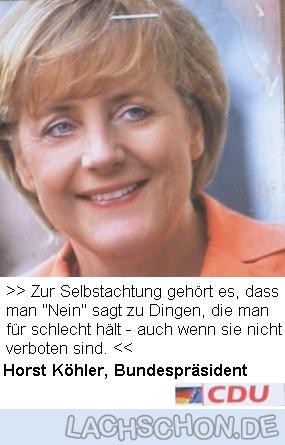 >> Zur Selbstachtung gehört es, dass
man "Nein" sagt zu Dingen, die man
für schlecht hält - auch wenn sie nicht
verboten sind. <<
Horst Köhler, Bundespräsident
CDU
LACHSCHON.DE